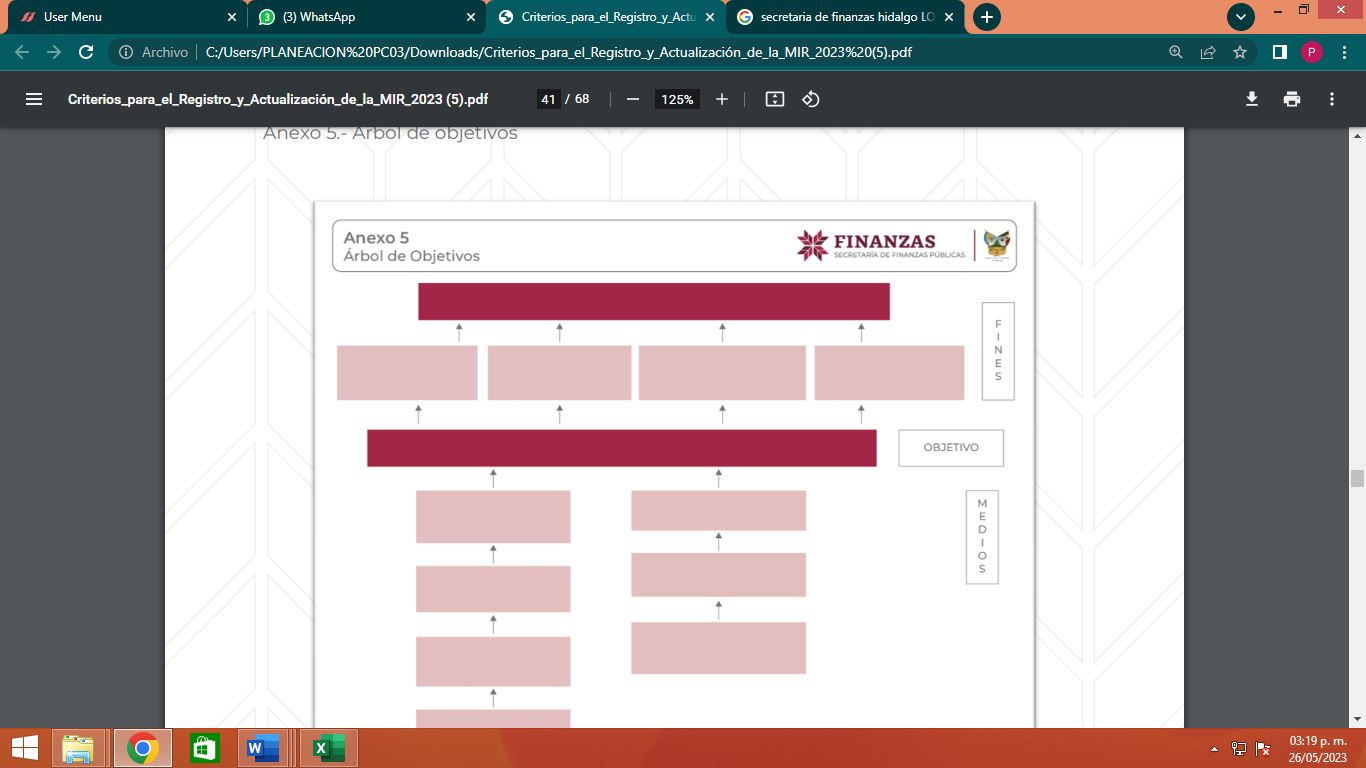 User Menu
(3) WhatsApp
Criterios_para_el_Registro_y_Actu
secretaria de finanzas hidalgo LO
Archivo
C:/Users/PLANEACION%20PC03/Downloads/Criterios_para_el_Registro_y_Actualización_de_la_MIR_2023%20(5).pdf
P
Criterios_para_el_Registro_y_Actualización_de_la_MIR_2023 (5).pdf
41 / 68
125%
Anexo 5.- Árbol de objetivos
Anexo 5
Árbol de Objetivos
FINANZAS
SECRETARÍA DE FINANZAS PÚBLICAS
FINES
OBJETIVO
MEDIOS
03:19 p. m.
26/05/2023